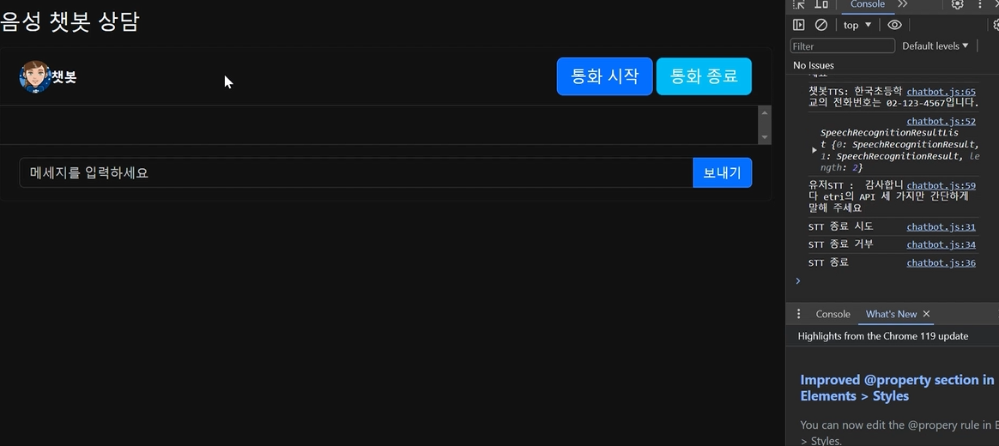 음성 챗봇 상담
챗봇
통화 시작
통화 종료
메세지를 입력하세요
보내기
Console
top
Filter
Default levels
No Issues
챗봇TTS: 한국초등학 chatbot.js:65
교의 전화번호는 02-123-4567입니다.
chatbot.js:52
SpeechRecognitionResultLis
t {0: SpeechRecognitionResult,
1: SpeechRecognitionResult, le
ngth: 2}
유저STT :  감사합니 chatbot.js:59
다 etri의 API 세 가지만 간단하게
말해 주세요
STT 종료 시도 chatbot.js:31
STT 종료 거부 chatbot.js:34
STT 종료 chatbot.js:36
Console
What's New
Highlights from the Chrome 119 update
Improved @property section in
Elements > Styles
You can now edit the @propery rule in E
> Styles.